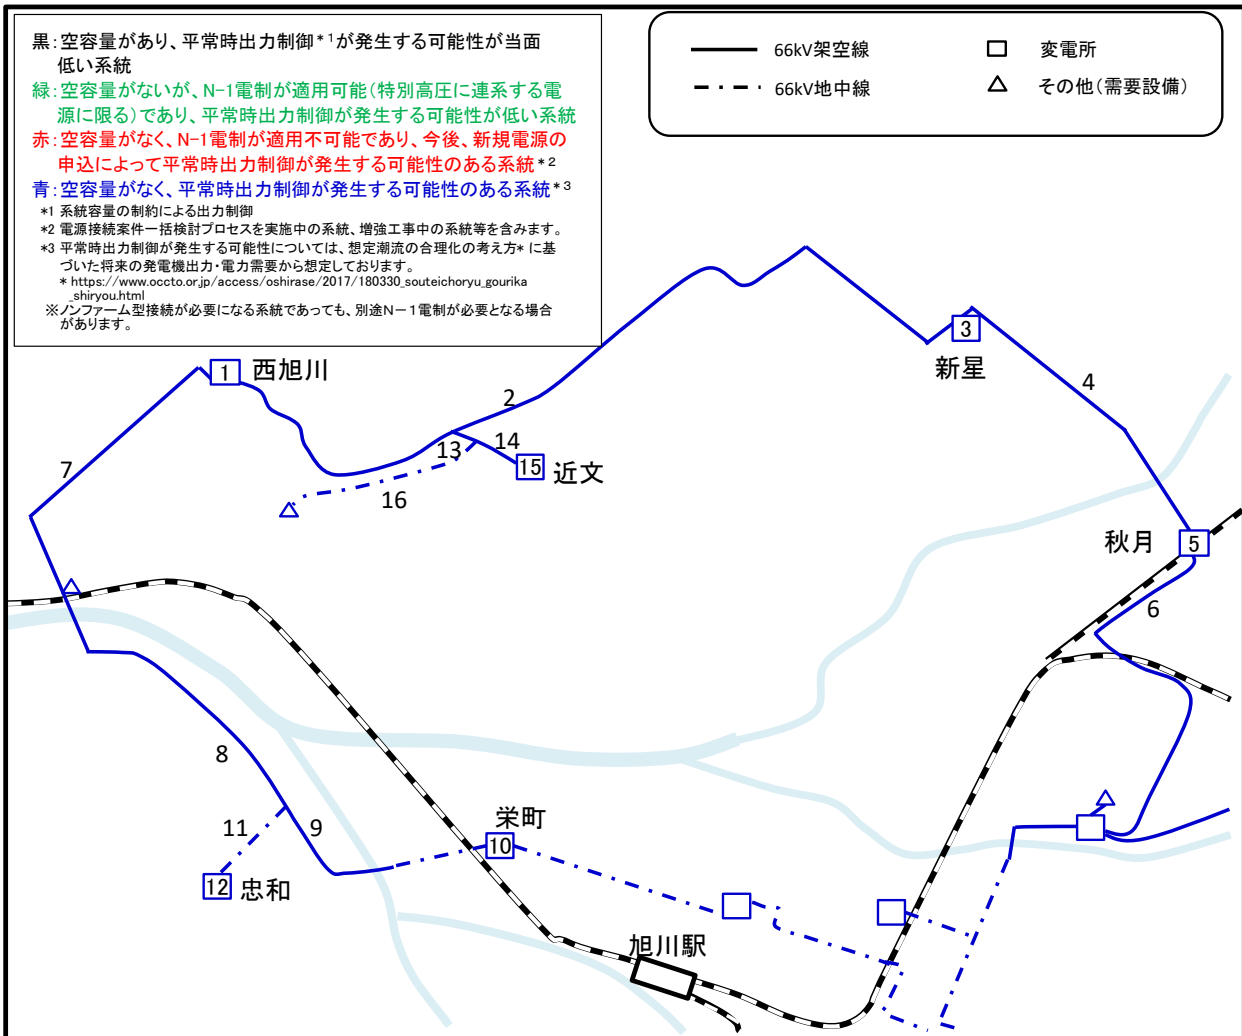 黒：空容量があり、平常時出力制御*1が発生する可能性が当面
低い系統
緑：空容量がないが、N-1電制が適用可能（特別高圧に連系する電
源に限る）であり、平常時出力制御が発生する可能性が低い系統
赤：空容量がなく、N-1電制が適用不可能であり、今後、新規電源の
申込によって平常時出力制御が発生する可能性のある系統*2
青：空容量がなく、平常時出力制御が発生する可能性のある系統*3
*1 系統容量の制約による出力制御
*2 電源接続案件一括検討プロセスを実施中の系統、増強工事中の系統等を含みます。
*3 平常時出力制御が発生する可能性については、想定潮流の合理化の考え方* に基
づいた将来の発電機出力・電力需要から想定しております。
* https://www.occto.or.jp/access/oshirase/2017/180330_souteichoryu_gourika
_shiryou.html
※ノンファーム型接続が必要になる系統であっても、別途N－1電制が必要となる場合
があります。
66kV架空線
変電所
66kV地中線
その他（需要設備）
3
新星
1
西旭川
4
2
13
14
15
近文
7
16
秋月
5
6
8
11
9
栄町
10
12
忠和
旭川駅